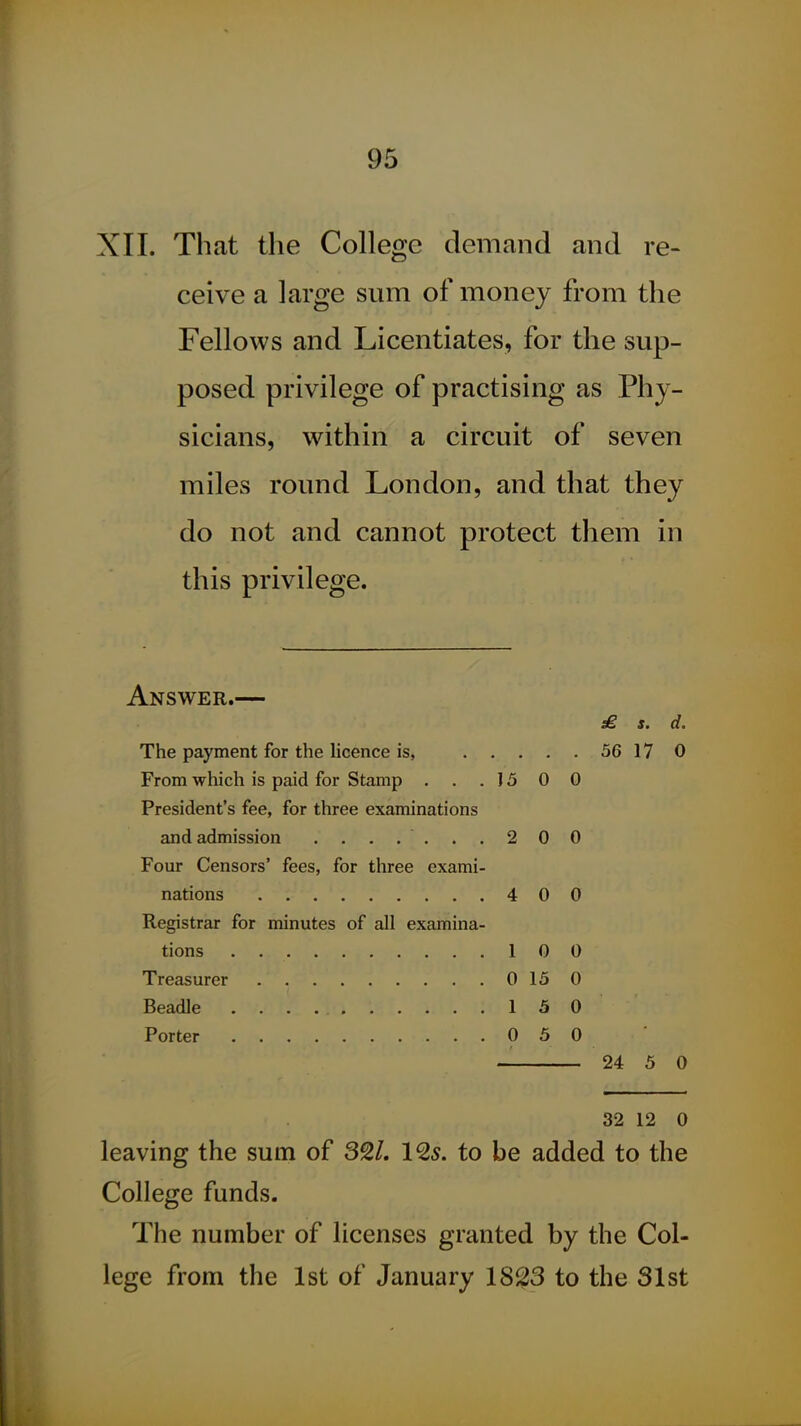 95
XII. That the College demand and re-
ceive a large sum of money from the
Fellows and Licentiates, for the sup-
posed privilege of practising as Phy-
sicians, within a circuit of seven
miles round London, and that they
do not and cannot protect them in
this privilege.
Answer.—
£ s. d.
The payment for the licence is, . . . . . 56 17 0
From which is paid for Stamp . . . 15 0 0
President's fee, for three examinations
and admission . . . . . . . 2 0 0
Four Censors' fees, for three exami-
nations . . . . . . . . . 4 0 0
Registrar for minutes of all examina-
tions . . . . . . . . . . 1 0 0
Treasurer . . . . . . . . . 0 15 0
Beadle . . . . . . . . . . 1 5 0
Porter . . . . . . . . . . 0 5 0
24 5 0
32 12 0
leaving the sum of 32l. 12s. to be added to the
College funds.
The number of licenses granted by the Col-
lege from the 1st of January 1823 to the 31st